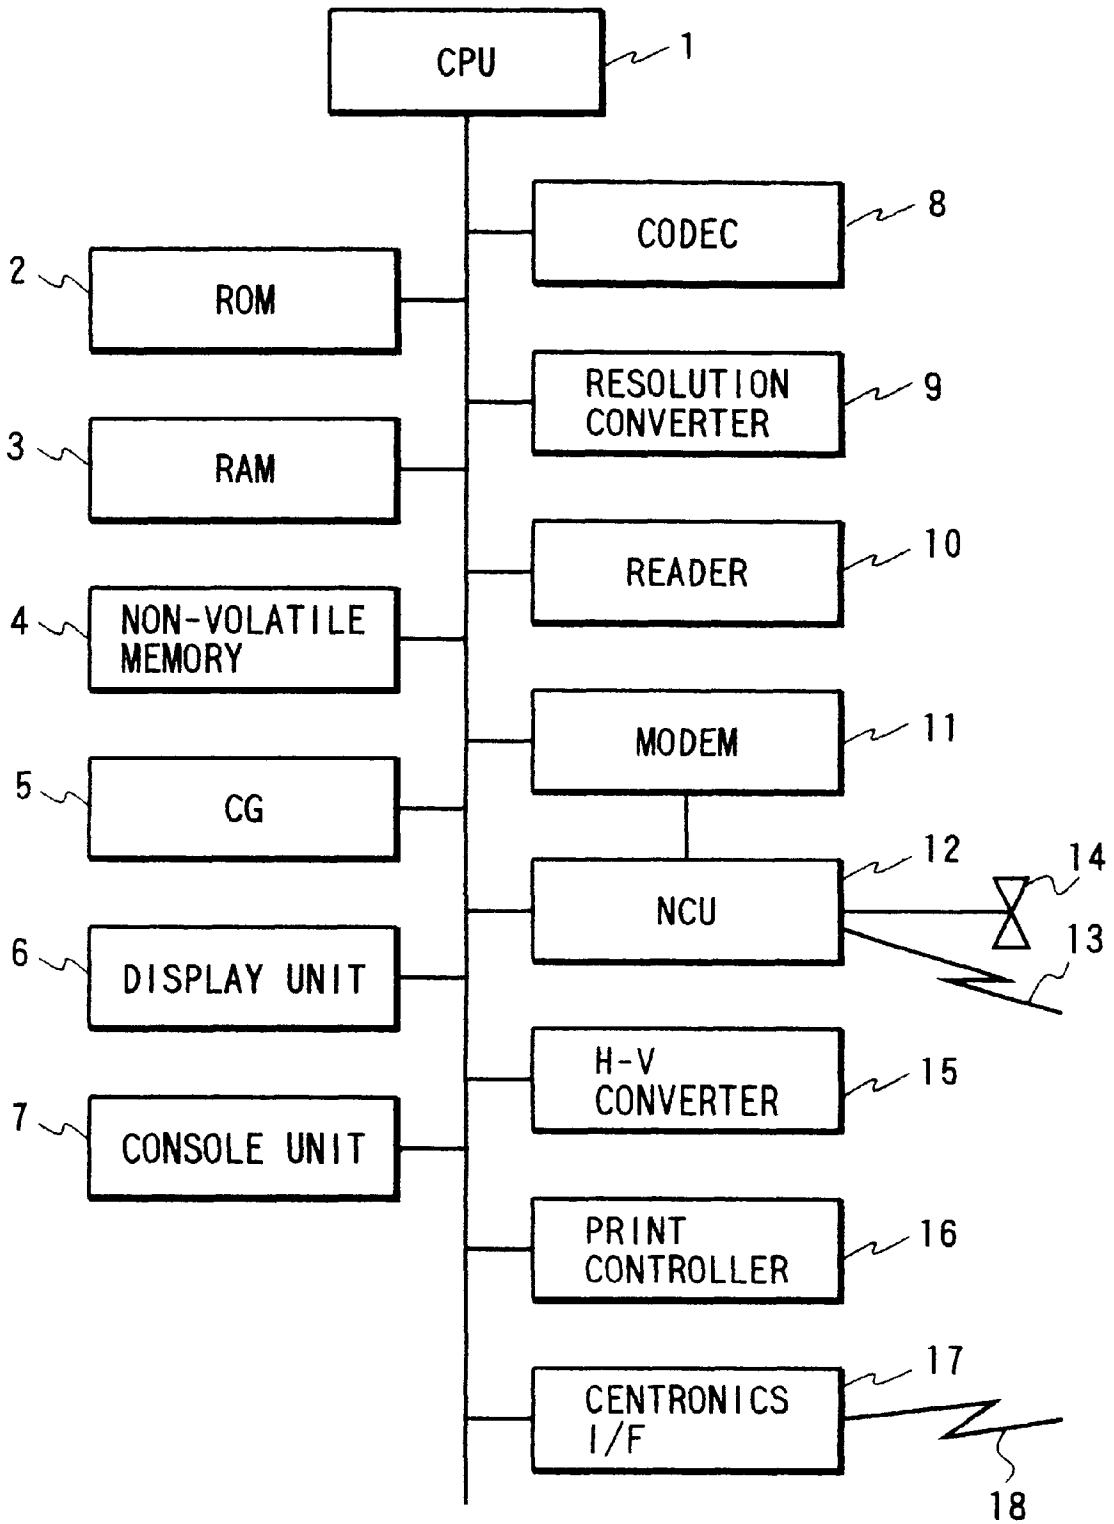 CPU 1
CODEC 8
2 ROM
RESOLUTION 9
CONVERTER
3 RAM
READER 10
4 NON-VOLATILE
MEMORY
MODEM 11
5 CG
NCU 12
14
13
6 DISPLAY UNIT
H-V
CONVERTER 15
7 CONSOLE UNIT
PRINT
CONTROLLER 16
CENTRONICS 17
I/F
18